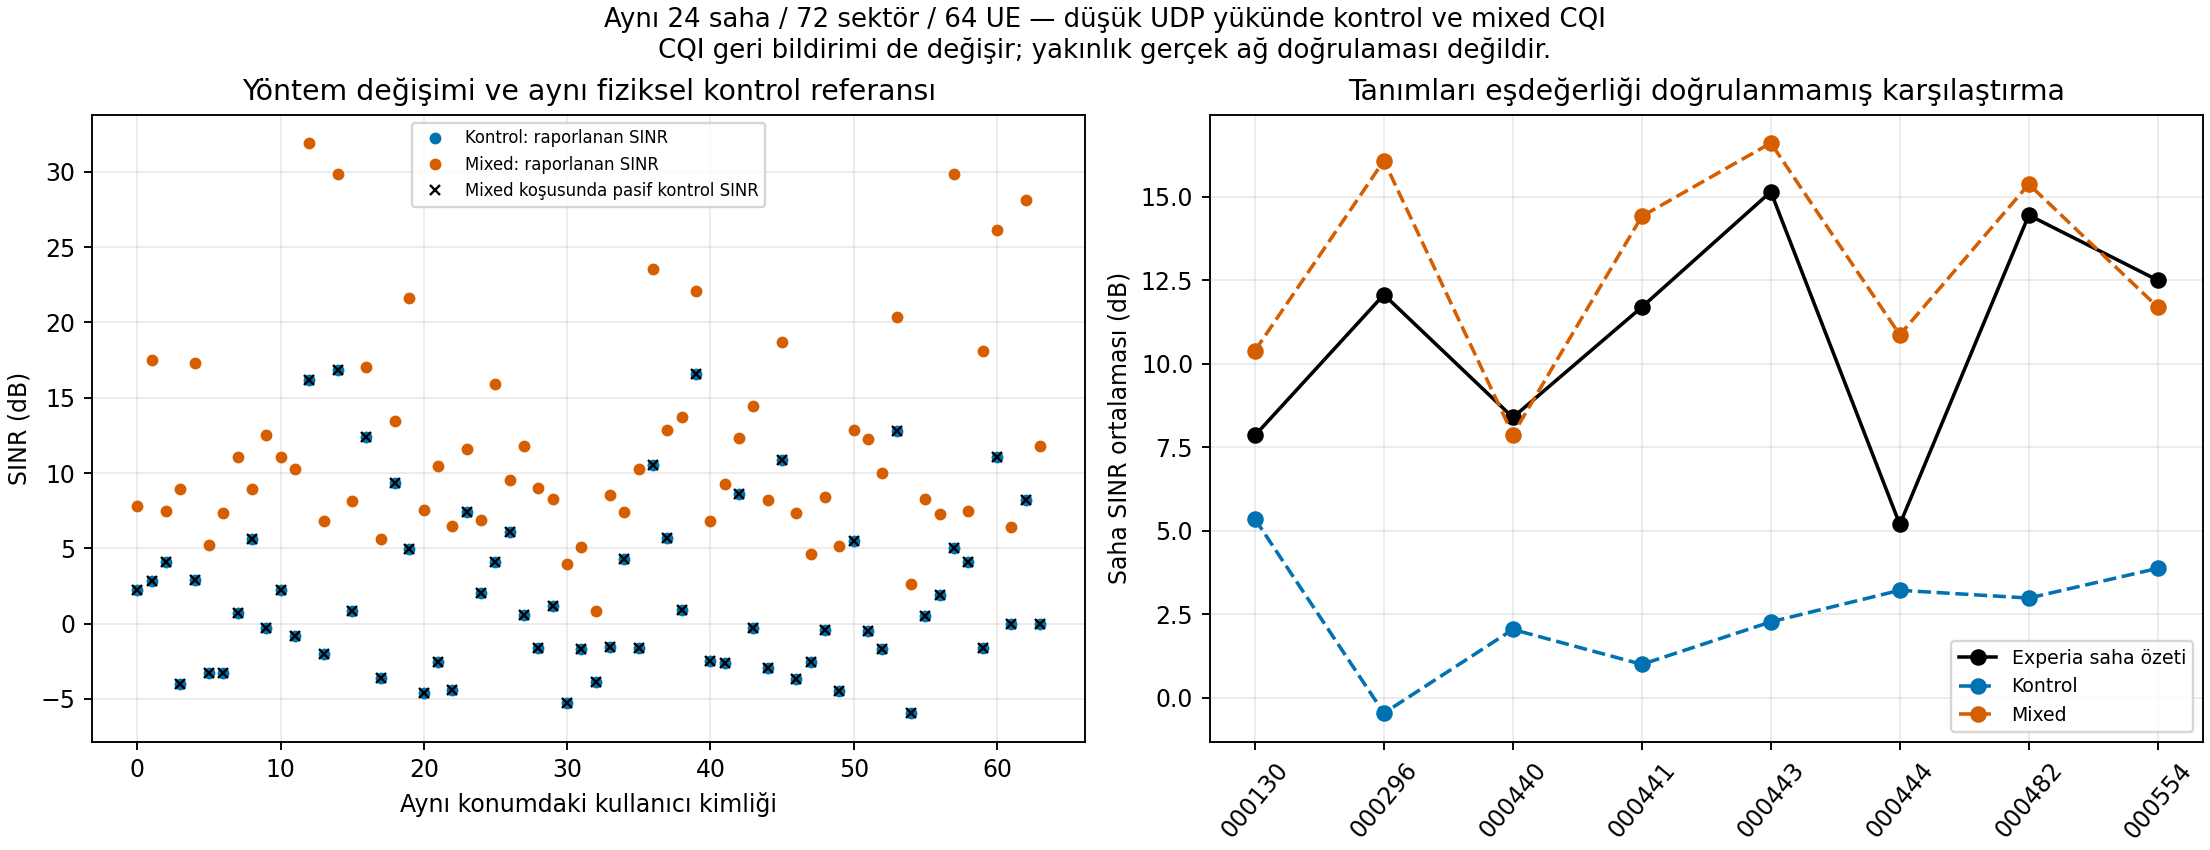 Aynı 24 saha / 72 sektör / 64 UE — düşük UDP yükünde kontrol ve mixed CQI
CQI geri bildirimi de değişir; yakınlık gerçek ağ doğrulaması değildir.
Yöntem değişimi ve aynı fiziksel kontrol referansı
Kontrol: raporlanan SINR
Mixed: raporlanan SINR
Mixed koşusunda pasif kontrol SINR
SINR (dB)
30
25
20
15
10
5
0
−5
0 10 20 30 40 50 60
Aynı konumdaki kullanıcı kimliği
Tanımları eşdeğerliği doğrulanmamış karşılaştırma
Saha SINR ortalaması (dB)
15.0
12.5
10.0
7.5
5.0
2.5
0.0
Experia saha özeti
Kontrol
Mixed
000130 000296 000440 000441 000443 000444 000482 000554